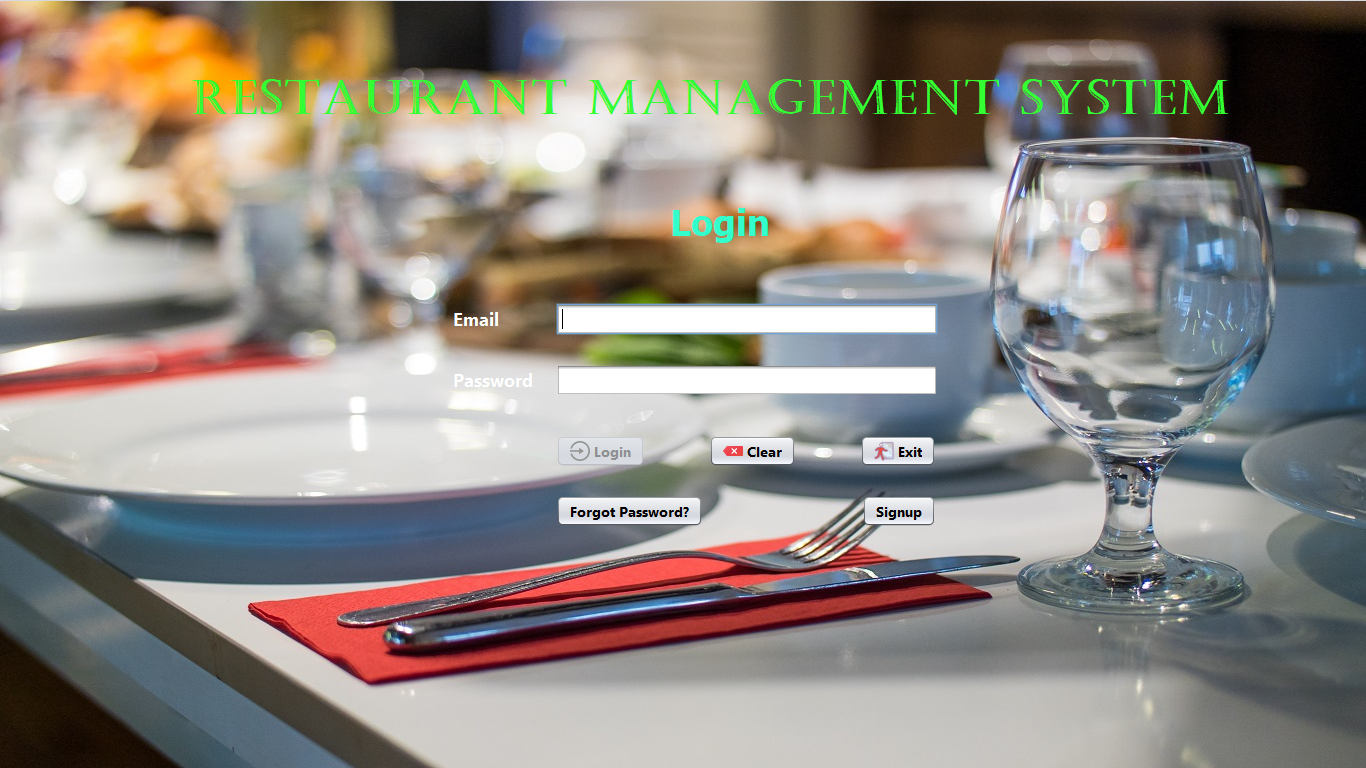 RESTAURANT MANAGEMENT SYSTEM
Login
Email
Password
Login Clear Exit
Forgot Password? Signup